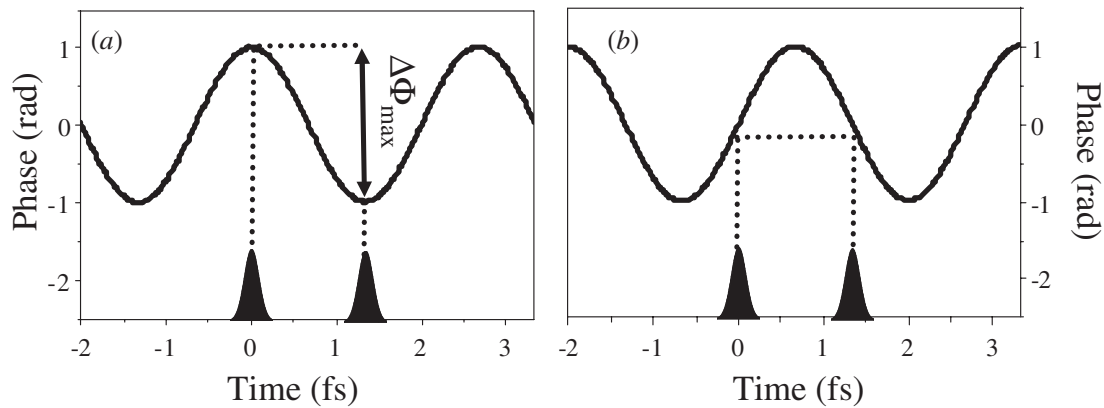 (a)
Phase (rad)
1
0
-1
-2
ΔΦmax
-2 -1 0 1 2 3
Time (fs)
(b)
1
0
-1
-2
Phase (rad)
-2 -1 0 1 2 3
Time (fs)